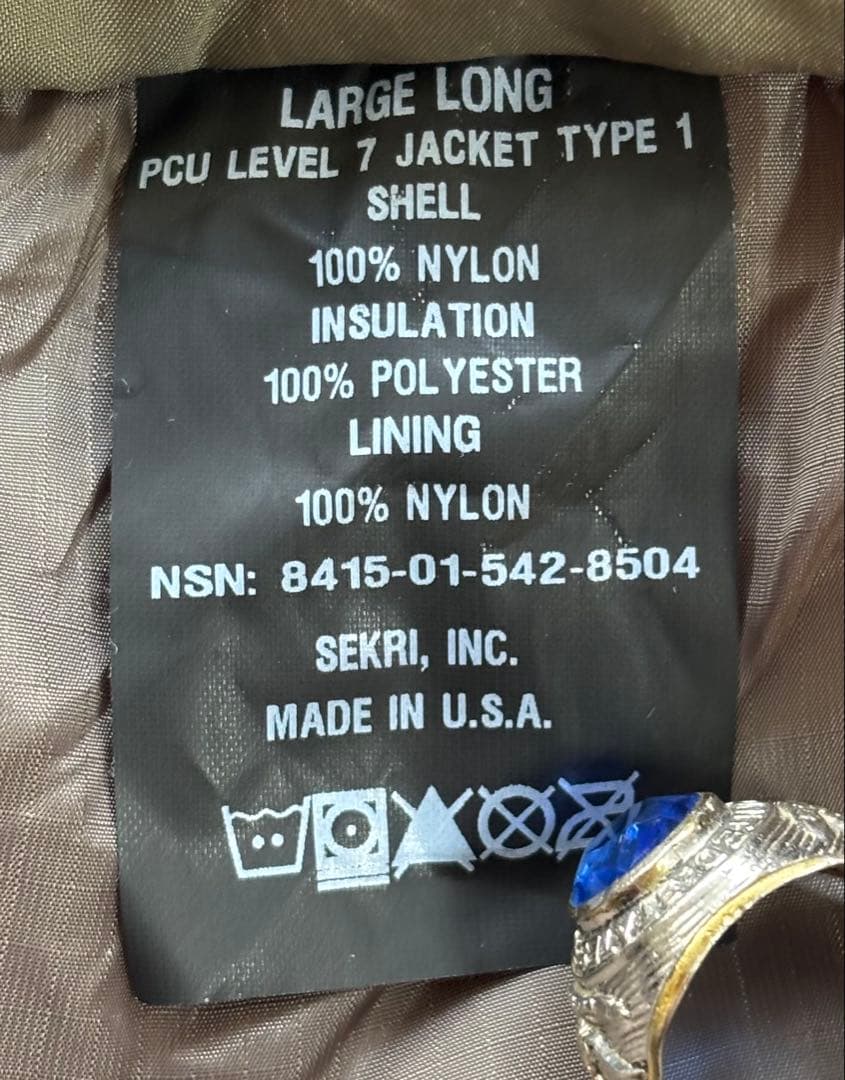 LARGE LONG
PCU LEVEL 7 JACKET TYPE 1
SHELL
100% NYLON
INSULATION
100% POLYESTER
LINING
100% NYLON
NSN: 8415-01-542-8504
SEKRI, INC.
MADE IN U.S.A.